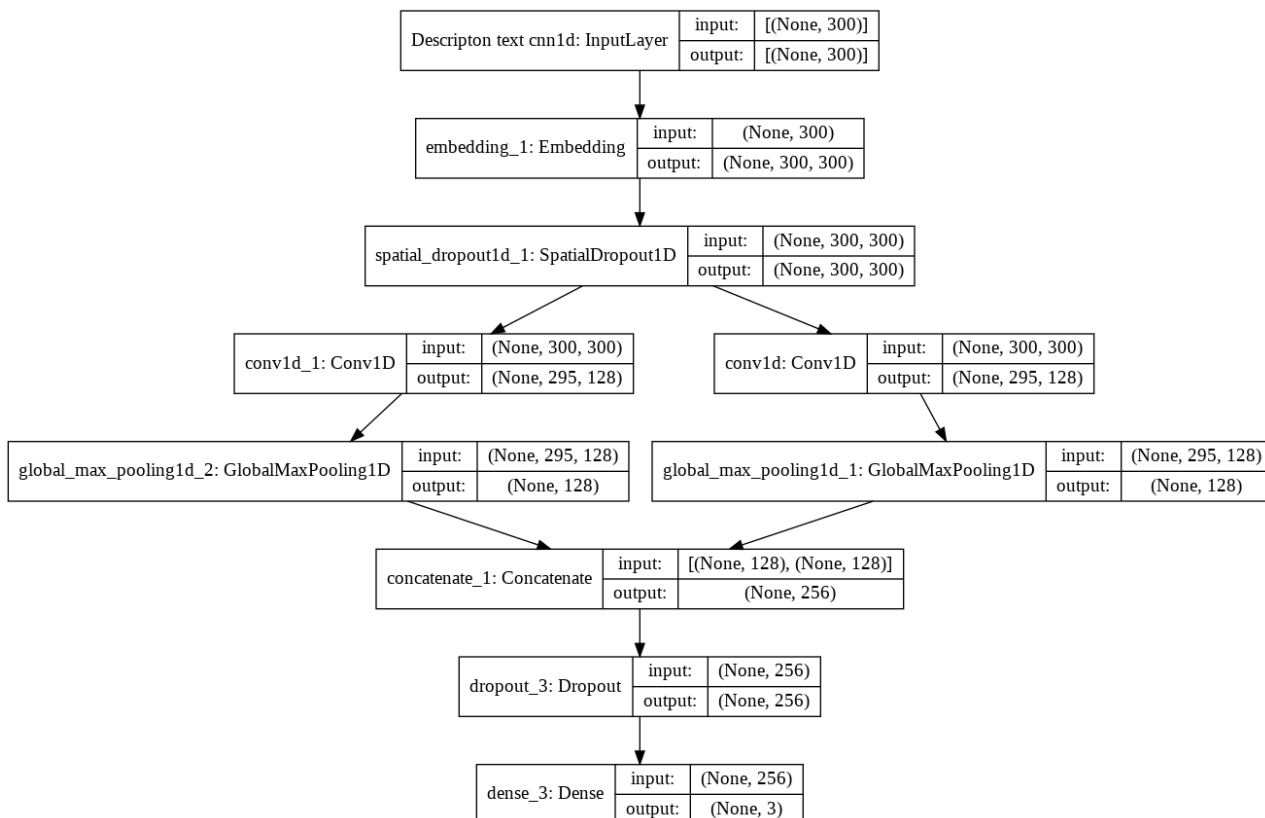 Descripton text cnn1d: InputLayer
input: [(None, 300)]
output: [(None, 300)]
embedding_1: Embedding
input: (None, 300)
output: (None, 300, 300)
spatial_dropout1d_1: SpatialDropout1D
input: (None, 300, 300)
output: (None, 300, 300)
conv1d_1: Conv1D
input: (None, 300, 300)
output: (None, 295, 128)
conv1d: Conv1D
input: (None, 300, 300)
output: (None, 295, 128)
global_max_pooling1d_2: GlobalMaxPooling1D
input: (None, 295, 128)
output: (None, 128)
global_max_pooling1d_1: GlobalMaxPooling1D
input: (None, 295, 128)
output: (None, 128)
concatenate_1: Concatenate
input: [(None, 128), (None, 128)]
output: (None, 256)
dropout_3: Dropout
input: (None, 256)
output: (None, 256)
dense_3: Dense
input: (None, 256)
output: (None, 3)